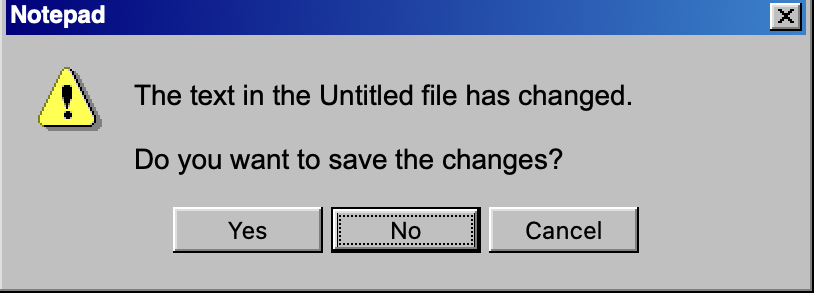 Notepad
The text in the Untitled file has changed.
Do you want to save the changes?
Yes No Cancel